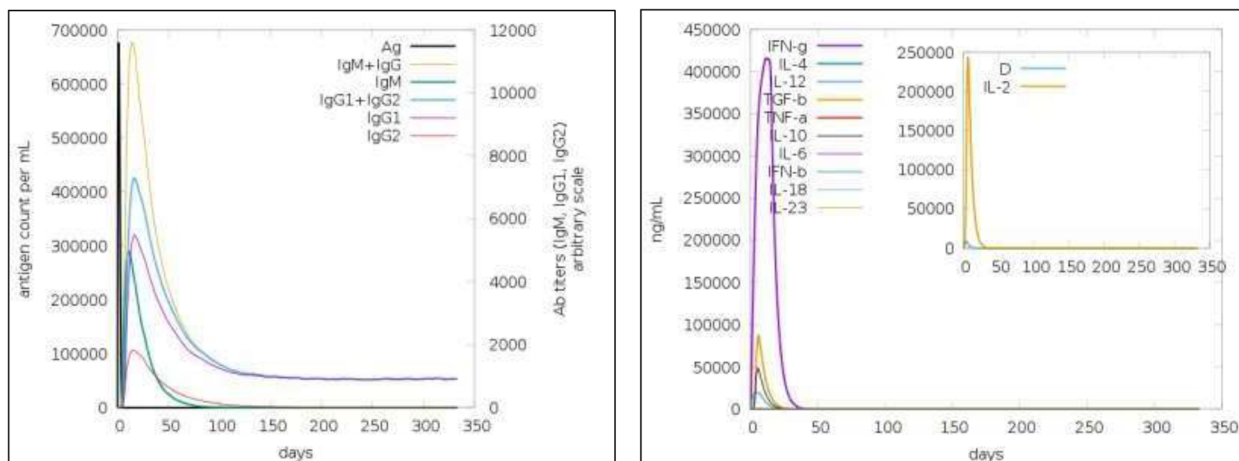 700000
600000
500000
400000
300000
200000
100000
0
antigen count per mL
Ag
IgM+IgG
IgM
IgG1+IgG2
IgG1
IgG2
12000
10000
8000
6000
4000
2000
0
Ab titers (IgM, IgG1, IgG2)
arbitrary scale
0 50 100 150 200 250 300 350
days
450000
400000
350000
300000
250000
200000
150000
100000
50000
0
ng/mL
IFN-g
IL-4
IL-12
TGF-b
TNF-a
IL-10
IL-6
IFN-b
IL-18
IL-23
250000
200000
150000
100000
50000
0
D
IL-2
0 50 100 150 200 250 300 350
0 50 100 150 200 250 300 350
days